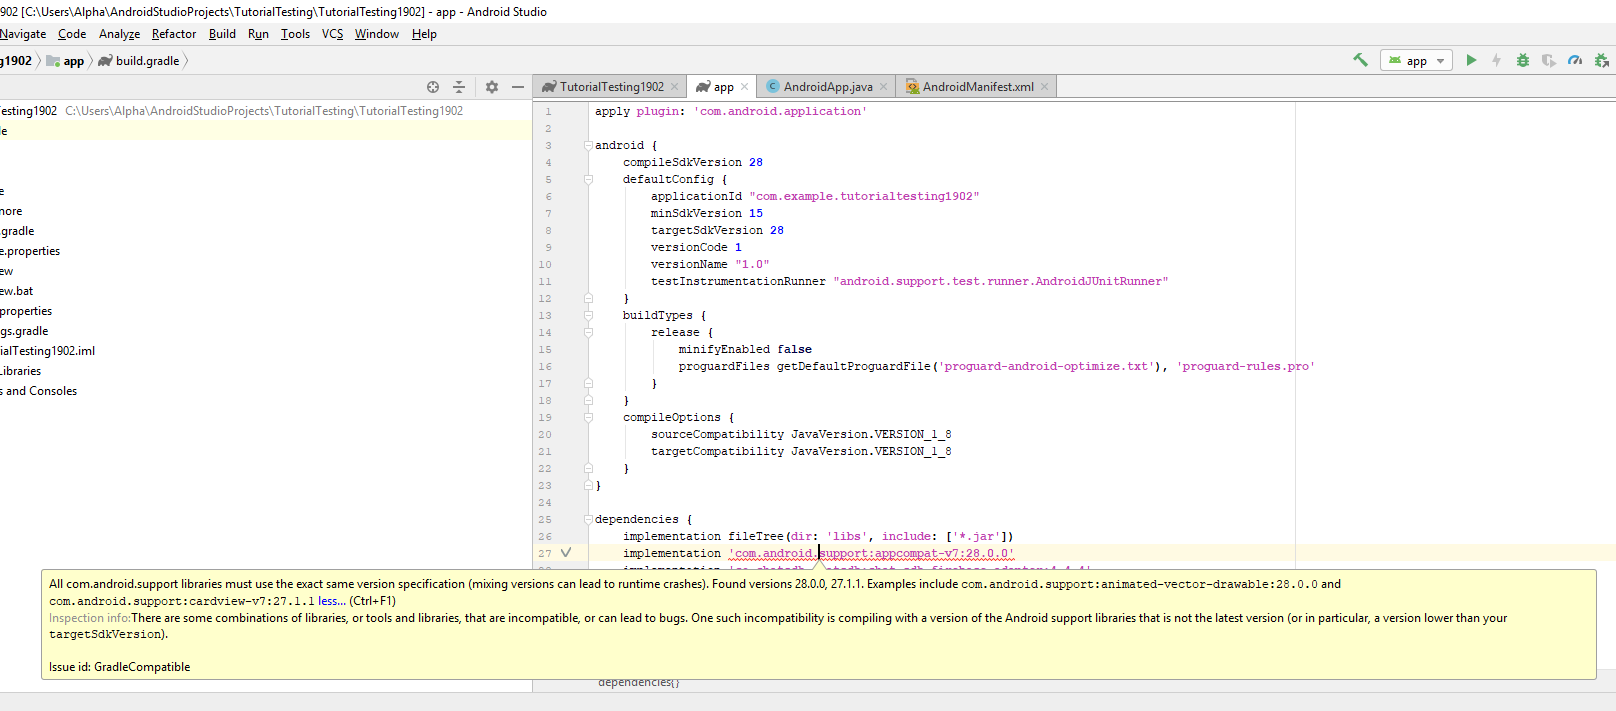 902 [C:\Users\Alpha\AndroidStudioProjects\TutorialTesting\TutorialTesting1902] - app - Android Studio
Navigate Code Analyze Refactor Build Run Tools VCS Window Help
g1902 app build.gradle app
TutorialTesting1902 app AndroidApp.java AndroidManifest.xml
esting1902 C:\Users\Alpha\AndroidStudioProjects\TutorialTesting\TutorialTesting1902
le
e
nore
.gradle
e.properties
ew
ew.bat
properties
gs.gradle
ialTesting1902.iml
Libraries
s and Consoles
1 apply plugin: 'com.android.application'
2
3 android {
4 compileSdkVersion 28
5 defaultConfig {
6 applicationId "com.example.tutorialtesting1902"
7 minSdkVersion 15
8 targetSdkVersion 28
9 versionCode 1
10 versionName "1.0"
11 testInstrumentationRunner "android.support.test.runner.AndroidJUnitRunner"
12 }
13 buildTypes {
14 release {
15 minifyEnabled false
16 proguardFiles getDefaultProguardFile('proguard-android-optimize.txt'), 'proguard-rules.pro'
17 }
18 }
19 compileOptions {
20 sourceCompatibility JavaVersion.VERSION_1_8
21 targetCompatibility JavaVersion.VERSION_1_8
22 }
23 }
24
25 dependencies {
26 implementation fileTree(dir: 'libs', include: ['*.jar'])
27 implementation 'com.android.support:appcompat-v7:28.0.0'
All com.android.support libraries must use the exact same version specification (mixing versions can lead to runtime crashes). Found versions 28.0.0, 27.1.1. Examples include com.android.support:animated-vector-drawable:28.0.0 and
com.android.support:cardview-v7:27.1.1 less... (Ctrl+F1)
Inspection info:There are some combinations of libraries, or tools and libraries, that are incompatible, or can lead to bugs. One such incompatibility is compiling with a version of the Android support libraries that is not the latest version (or in particular, a version lower than your
targetSdkVersion).
Issue id: GradleCompatible
dependencies{}